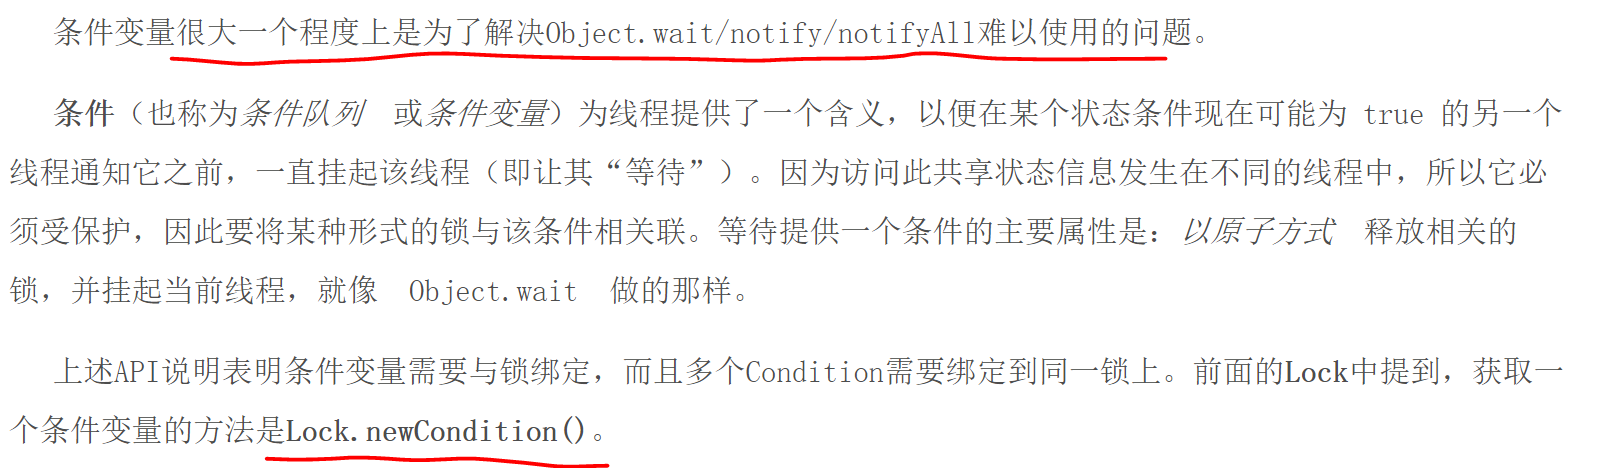 条件变量很大一个程度上是为了解决Object.wait/notify/notifyAll难以使用的问题。
条件（也称为条件队列 或条件变量）为线程提供了一个含义，以便在某个状态条件现在可能为 true 的另一个
线程通知它之前，一直挂起该线程（即让其“等待”）。因为访问此共享状态信息发生在不同的线程中，所以它必
须受保护，因此要将某种形式的锁与该条件相关联。等待提供一个条件的主要属性是：以原子方式 释放相关的
锁，并挂起当前线程，就像 Object.wait 做的那样。
上述API说明表明条件变量需要与锁绑定，而且多个Condition需要绑定到同一锁上。前面的Lock中提到，获取一
个条件变量的方法是Lock.newCondition()。